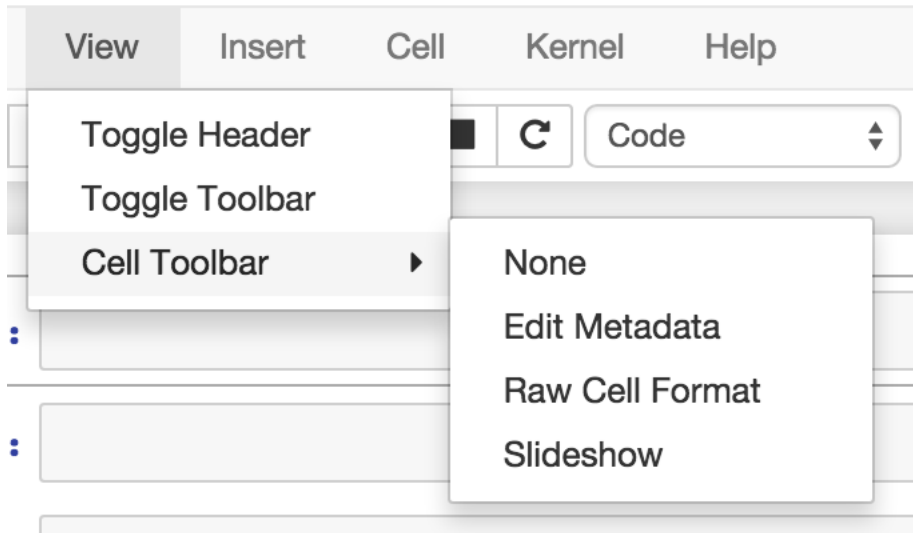 View Insert Cell Kernel Help
Toggle Header
Code
Toggle Toolbar
Cell Toolbar
None
Edit Metadata
Raw Cell Format
Slideshow